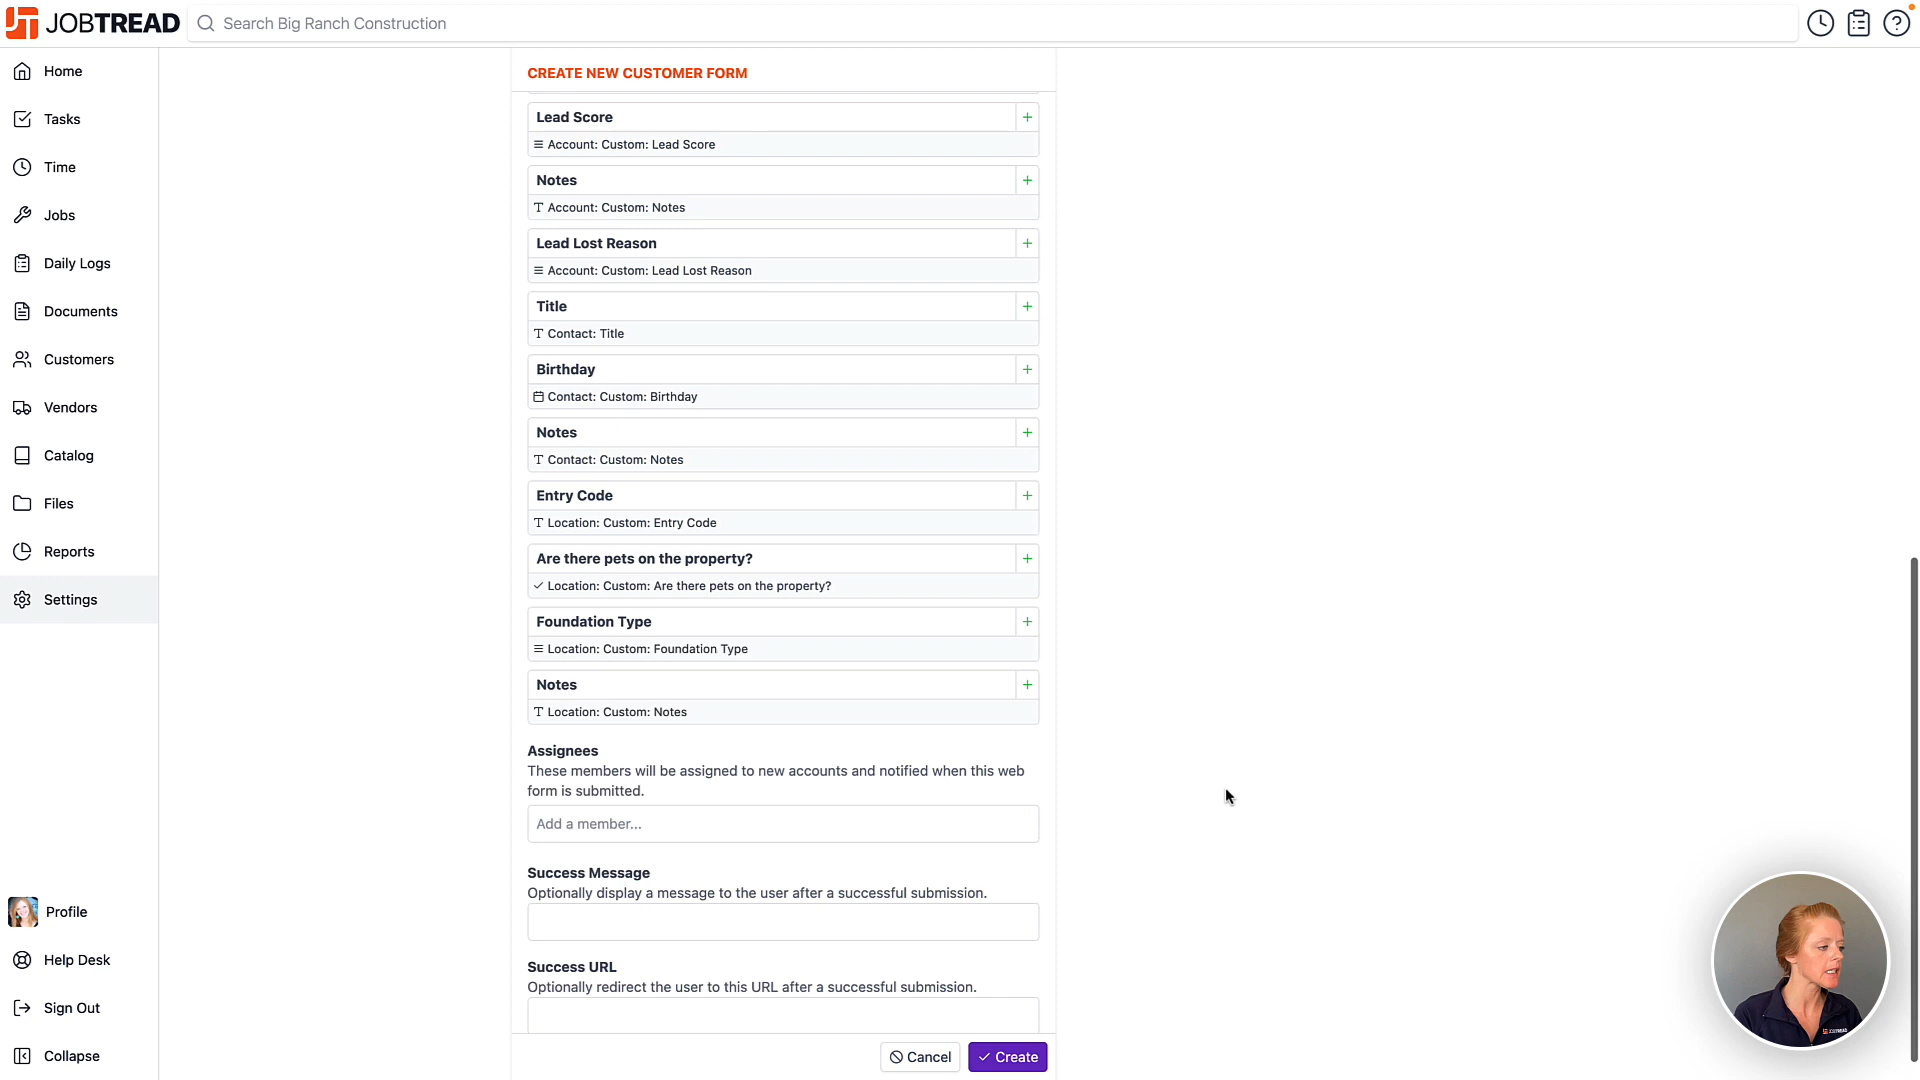 JOBTREAD
Search Big Ranch Construction
Home
Tasks
Time
Jobs
Daily Logs
Documents
Customers
Vendors
Catalog
Files
Reports
Settings
Profile
Help Desk
Sign Out
Collapse
CREATE NEW CUSTOMER FORM
Lead Score
Account: Custom: Lead Score
Notes
Account: Custom: Notes
Lead Lost Reason
Account: Custom: Lead Lost Reason
Title
Contact: Title
Birthday
Contact: Custom: Birthday
Notes
Contact: Custom: Notes
Entry Code
Location: Custom: Entry Code
Are there pets on the property?
Location: Custom: Are there pets on the property?
Foundation Type
Location: Custom: Foundation Type
Notes
Location: Custom: Notes
Assignees
These members will be assigned to new accounts and notified when this web
form is submitted.
Add a member...
Success Message
Optionally display a message to the user after a successful submission.
Success URL
Optionally redirect the user to this URL after a successful submission.
Cancel
Create